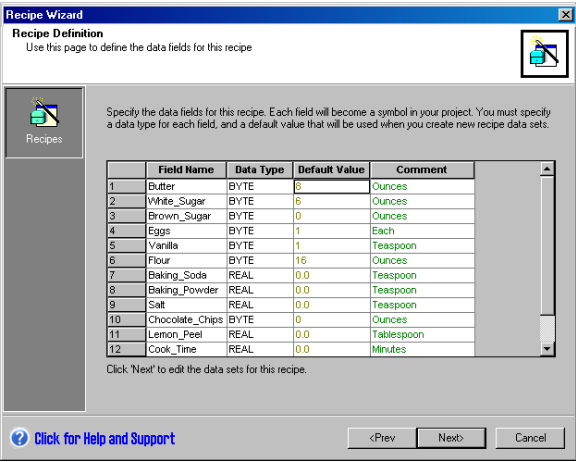 Recipe Wizard
Recipe Definition
Use this page to define the data fields for this recipe
Recipes
Specify the data fields for this recipe. Each field will become a symbol in your project. You must specify
a data type for each field, and a default value that will be used when you create new recipe data sets.
Field Name Data Type Default Value Comment
1 Butter BYTE 8 Ounces
2 White_Sugar BYTE 6 Ounces
3 Brown_Sugar BYTE 0 Ounces
4 Eggs BYTE 1 Each
5 Vanilla BYTE 1 Teaspoon
6 Flour BYTE 16 Ounces
7 Baking_Soda REAL 0.0 Teaspoon
8 Baking_Powder REAL 0.0 Teaspoon
9 Salt REAL 0.0 Teaspoon
10 Chocolate_Chips BYTE 0 Ounces
11 Lemon_Peel REAL 0.0 Tablespoon
12 Cook_Time REAL 0.0 Minutes
Click 'Next' to edit the data sets for this recipe.
? Click for Help and Support <Prev Next> Cancel